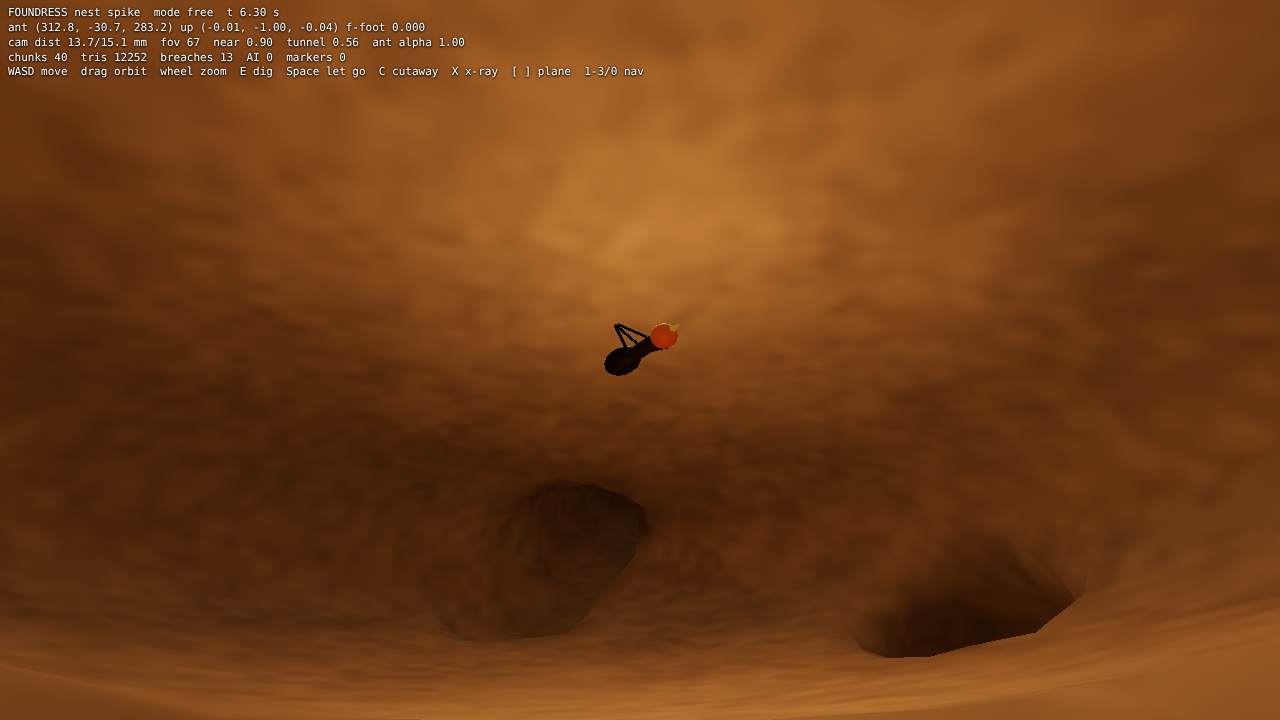 FOUNDRESS nest spike  mode free  t 6.30 s
ant (312.8, -30.7, 283.2) up (-0.01, -1.00, -0.04) f-foot 0.000
cam dist 13.7/15.1 mm  fov 67  near 0.90  tunnel 0.56  ant alpha 1.00
chunks 40  tris 12252  breaches 13  AI 0  markers 0
WASD move  drag orbit  wheel zoom  E dig  Space let go  C cutaway  X x-ray  [ ] plane  1-3/0 nav